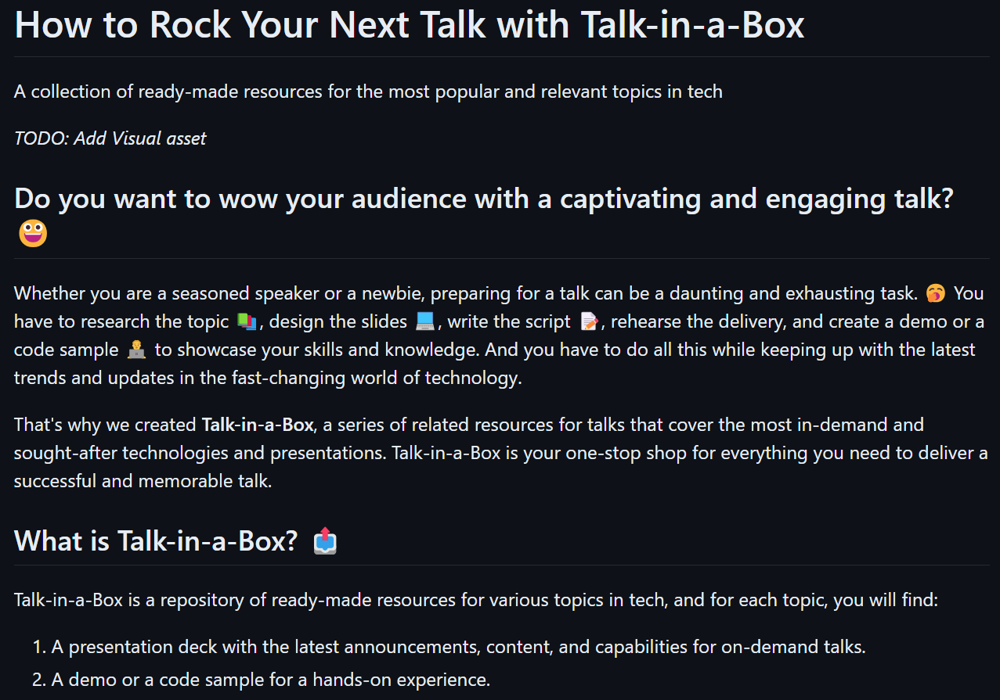 How to Rock Your Next Talk with Talk-in-a-Box
A collection of ready-made resources for the most popular and relevant topics in tech
TODO: Add Visual asset
Do you want to wow your audience with a captivating and engaging talk?
😀
Whether you are a seasoned speaker or a newbie, preparing for a talk can be a daunting and exhausting task. 🥱 You
have to research the topic 📚, design the slides 💻, write the script 📝, rehearse the delivery, and create a demo or a
code sample 👨‍💻 to showcase your skills and knowledge. And you have to do all this while keeping up with the latest
trends and updates in the fast-changing world of technology.
That's why we created Talk-in-a-Box, a series of related resources for talks that cover the most in-demand and
sought-after technologies and presentations. Talk-in-a-Box is your one-stop shop for everything you need to deliver a
successful and memorable talk.
What is Talk-in-a-Box? 📤
Talk-in-a-Box is a repository of ready-made resources for various topics in tech, and for each topic, you will find:
1. A presentation deck with the latest announcements, content, and capabilities for on-demand talks.
2. A demo or a code sample for a hands-on experience.